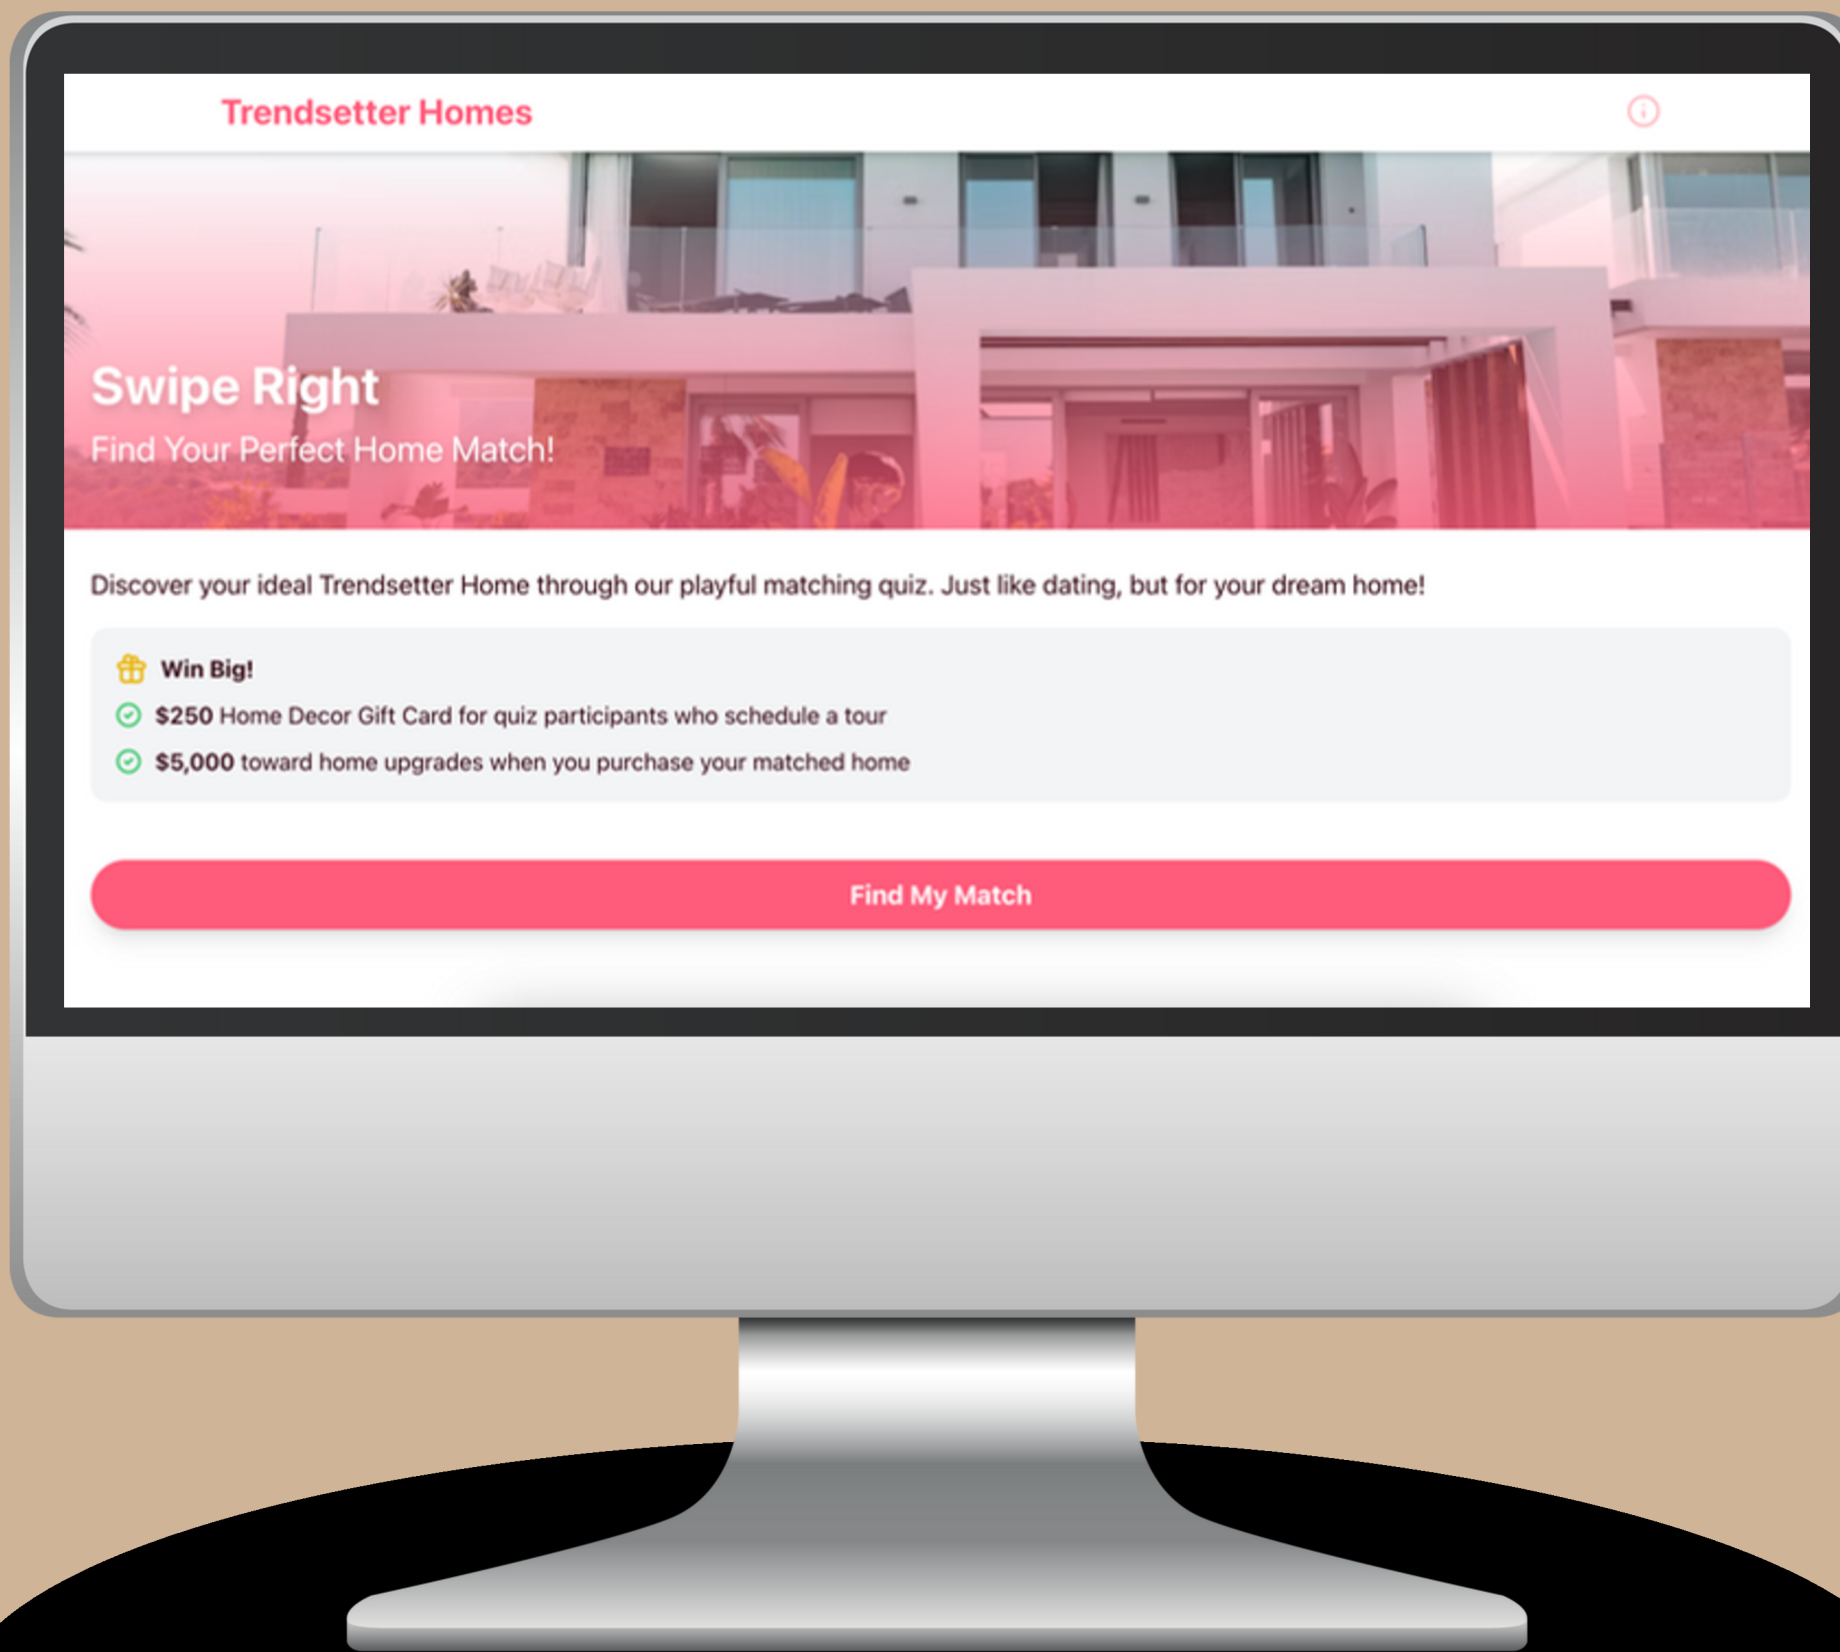 Trendsetter Homes
Swipe Right
Find Your Perfect Home Match!
Discover your ideal Trendsetter Home through our playful matching quiz. Just like dating, but for your dream home!
Win Big!
$250 Home Decor Gift Card for quiz participants who schedule a tour
$5,000 toward home upgrades when you purchase your matched home
Find My Match